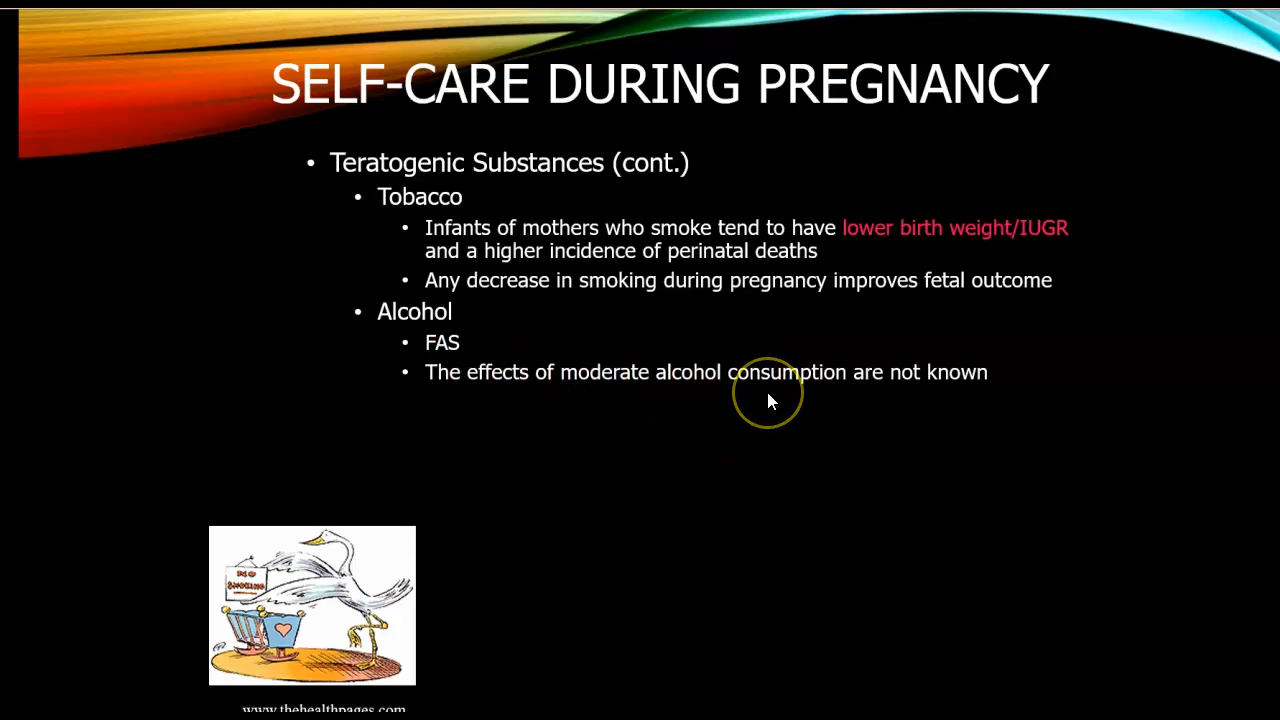 SELF-CARE DURING PREGNANCY
• Teratogenic Substances (cont.)
• Tobacco
• Infants of mothers who smoke tend to have lower birth weight/IUGR
and a higher incidence of perinatal deaths
• Any decrease in smoking during pregnancy improves fetal outcome
• Alcohol
• FAS
• The effects of moderate alcohol consumption are not known
NO
SMOKING
www.thehealthpages.com